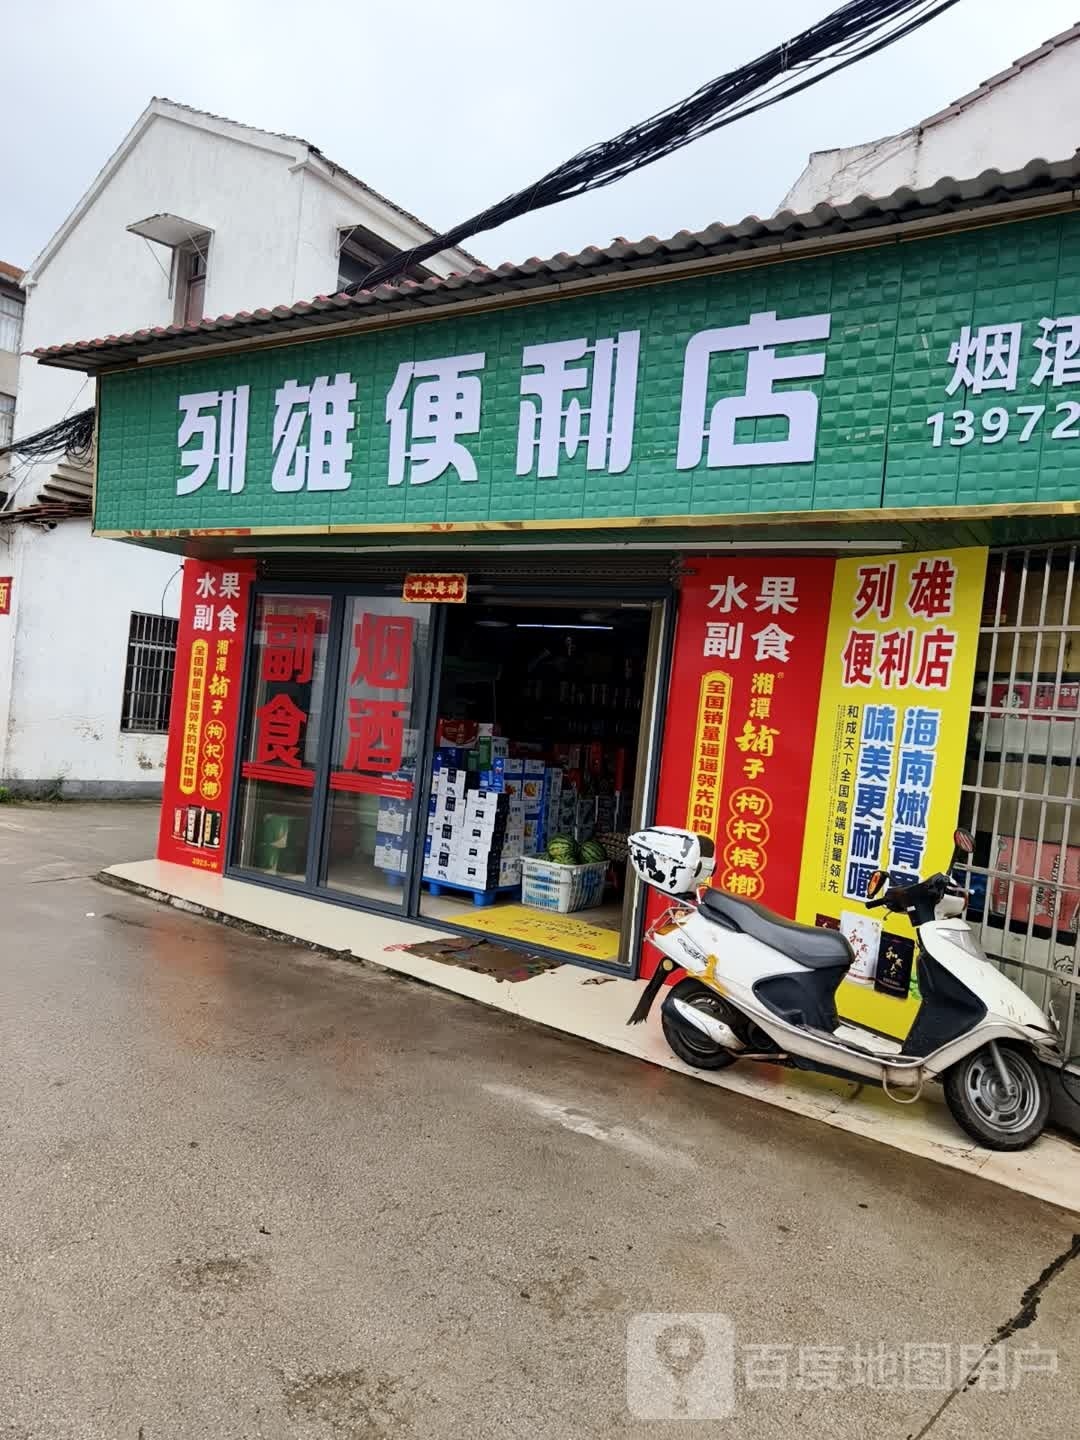 列雄便利店
烟酒
13972
平安是福
水果
副食
湘潭铺子
枸杞槟榔
全国销量遥遥领先的枸杞槟榔
2023-W
副食
烟酒
水果
副食
湘潭铺子
枸杞槟榔
全国销量遥遥领先的枸
列雄
便利店
海南嫩青果
味美更耐嚼
和成天下全国高端销量领先
和成天下
百度地图用户